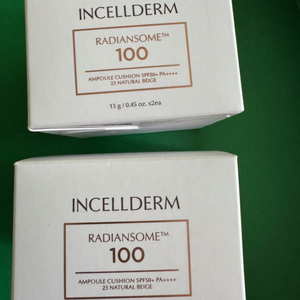 INCELLDERM
RADIANSOME™
100
AMPOULE CUSHION SPF50+ PA++++
23 NATURAL BEIGE
13 g / 0.45 oz. x2ea
INCELLDERM
RADIANSOME™
100
AMPOULE CUSHION SPF50+ PA++++
23 NATURAL BEIGE